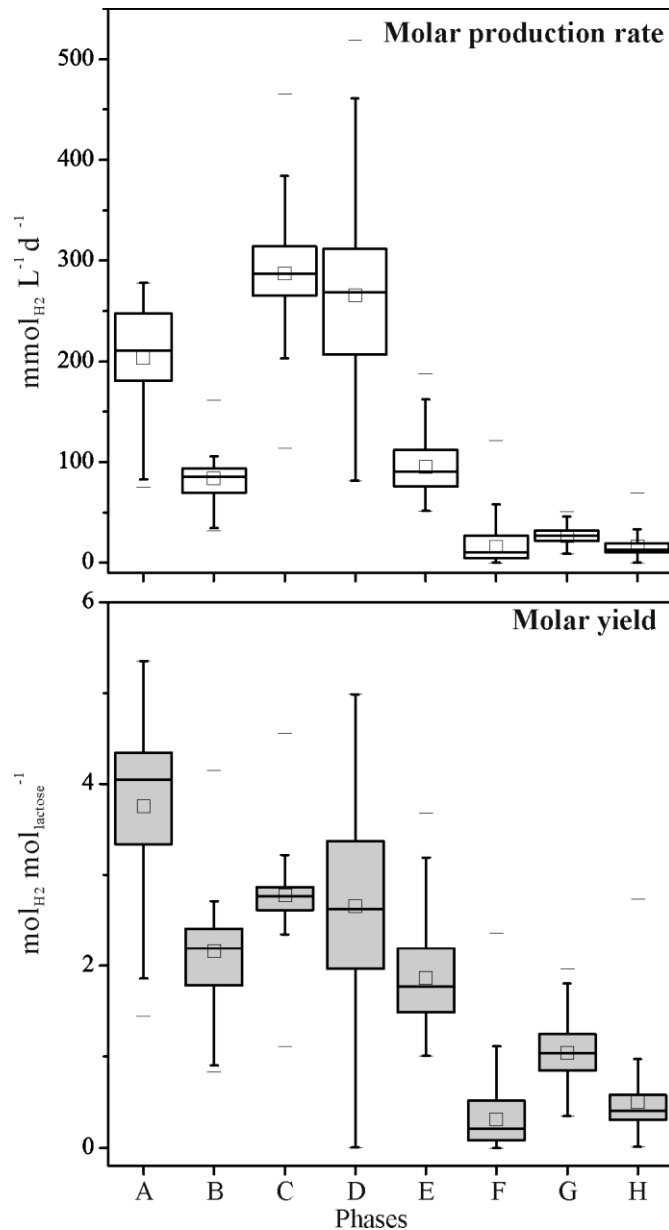 Molar production rate
500
400
300
200
100
0
mmol_H2 L^-1 d^-1
Molar yield
6
4
2
0
mol_H2 mol_lactose^-1
A B C D E F G H
Phases